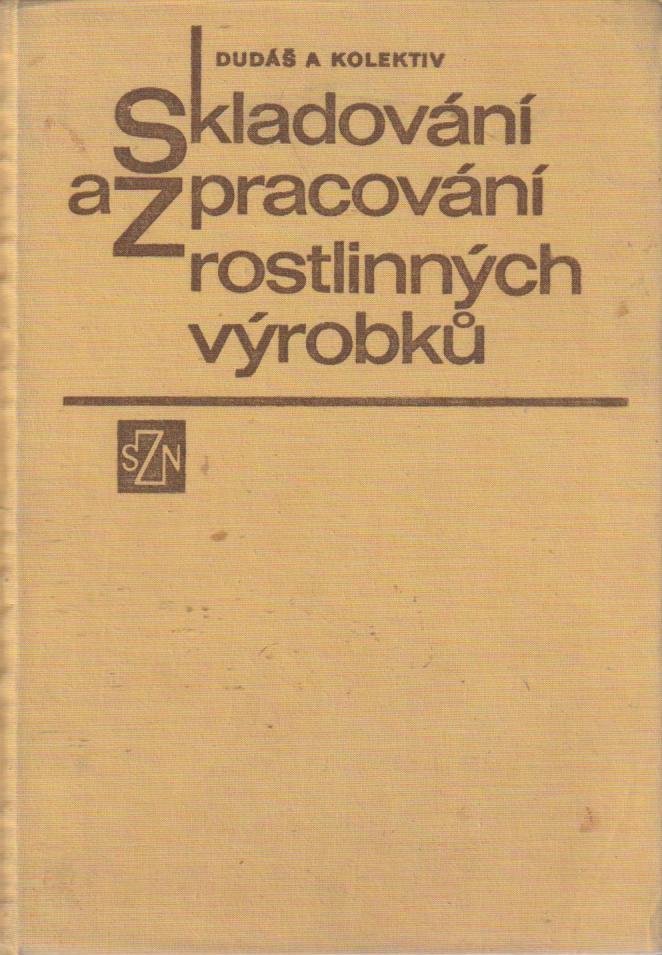 DUDÁŠ A KOLEKTIV
Skladování
a Zpracování
rostlinných
výrobků
SZN